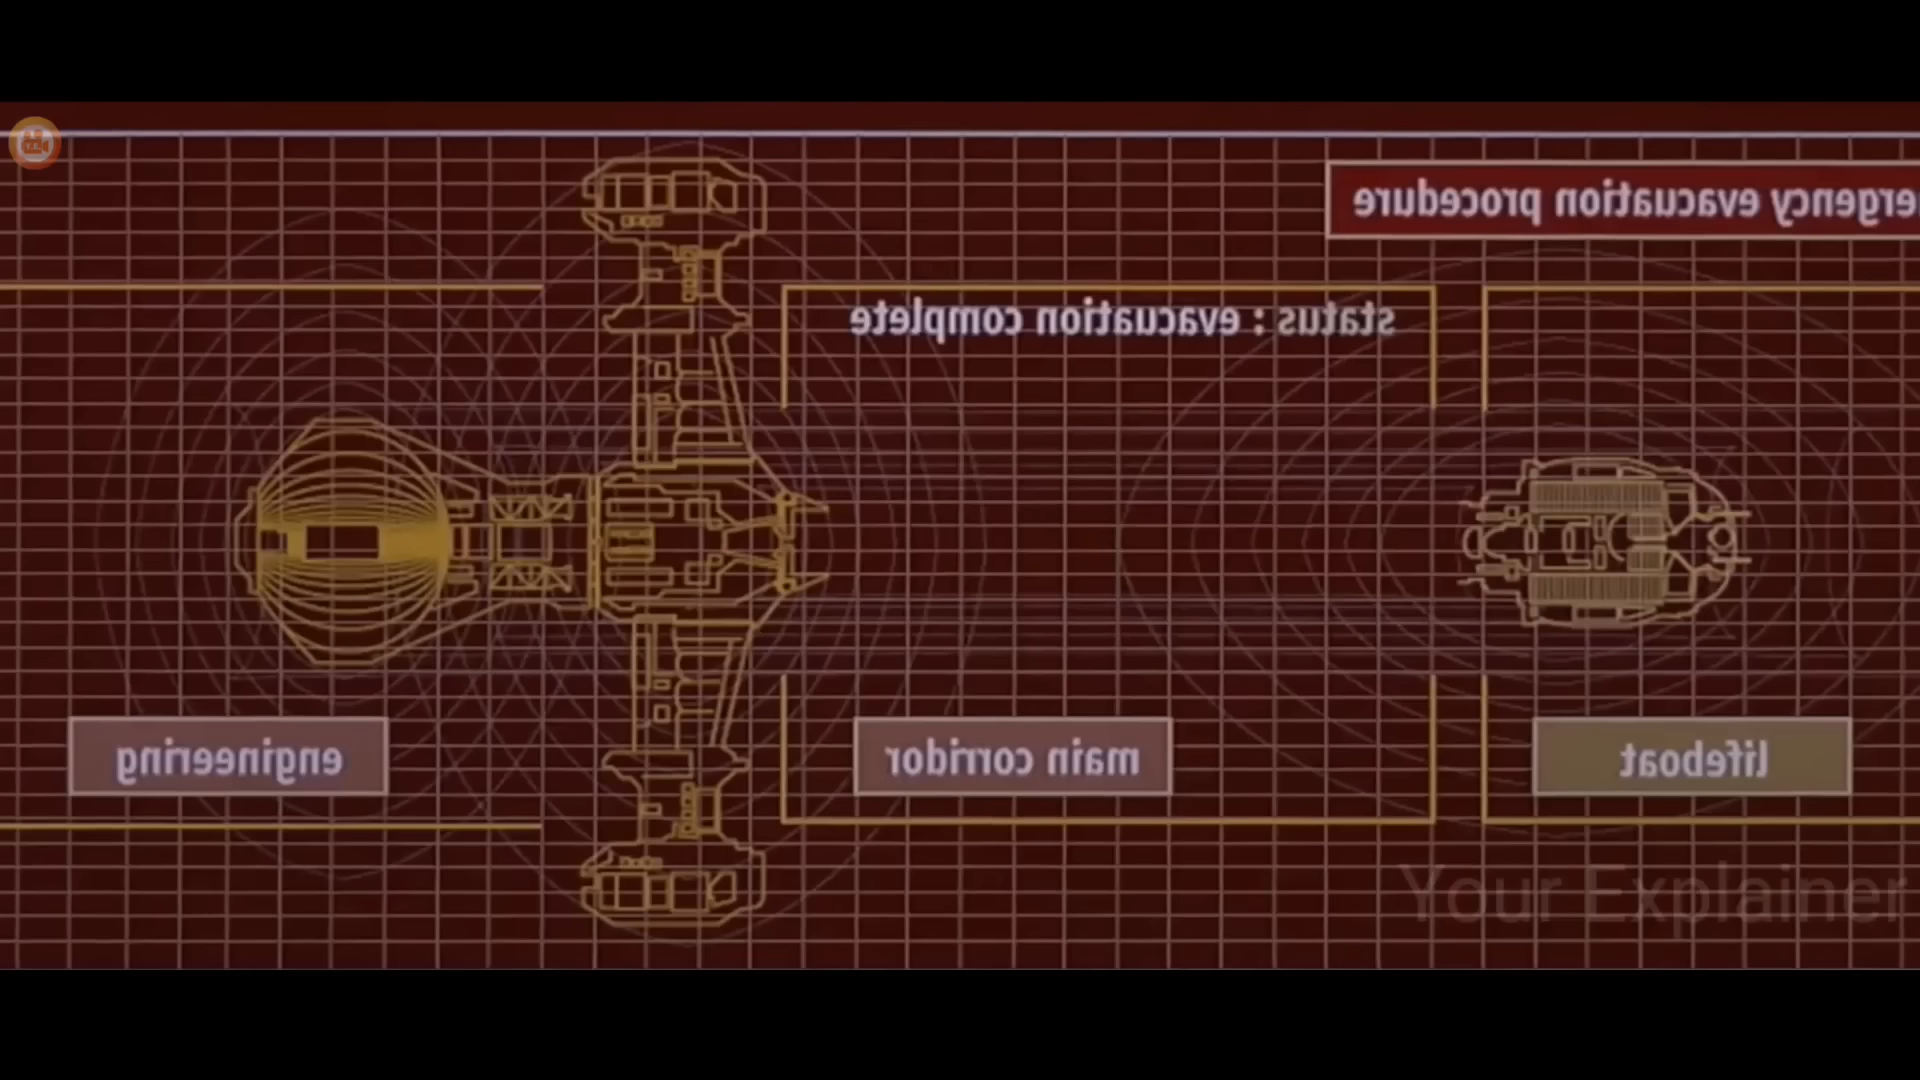 ergency evacuation procedure
status : evacuation complete
engineering
main corridor
lifeboat
Your Explainer